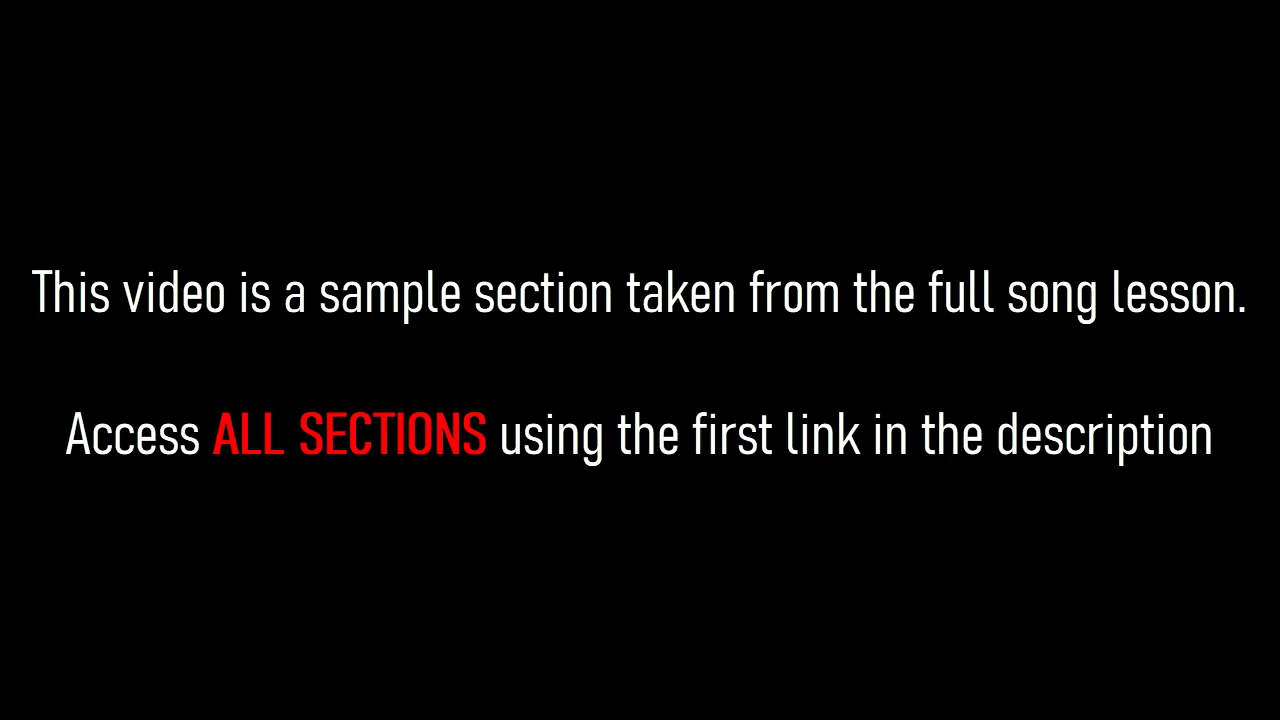 This video is a sample section taken from the full song lesson.
Access ALL SECTIONS using the first link in the description